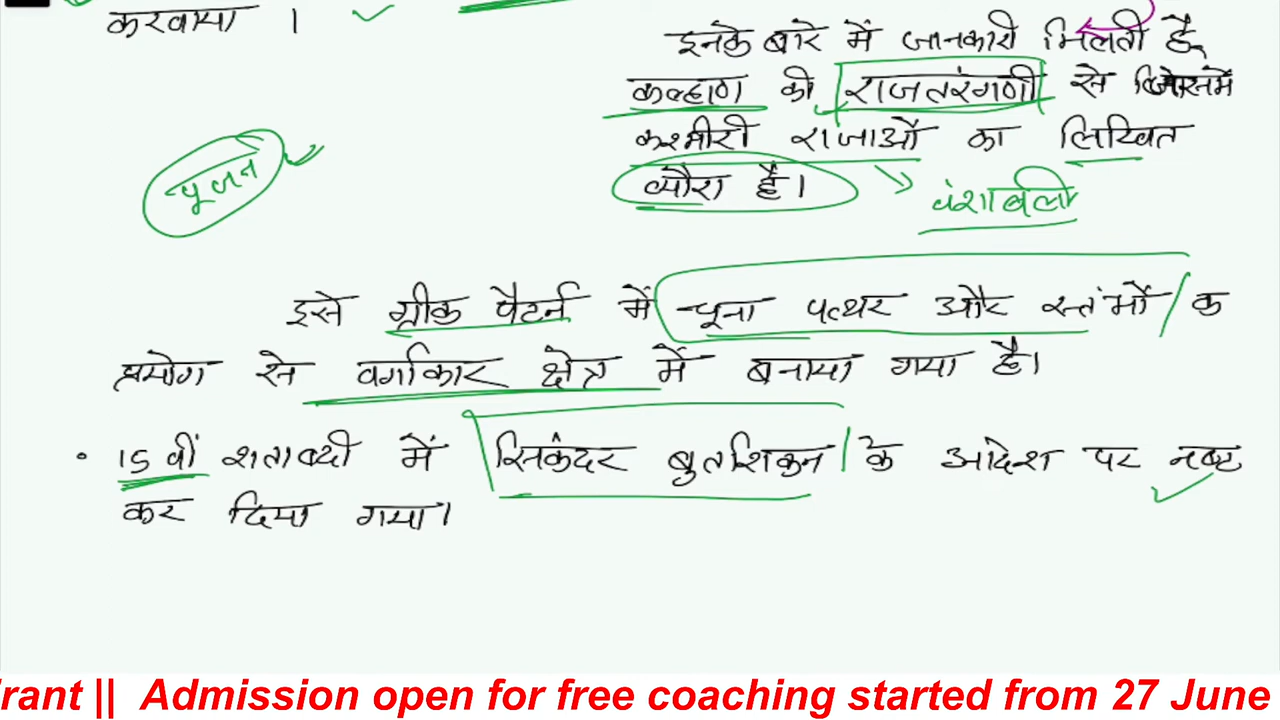 करवाया ।
इनके बारे में जानकारी मिलती है
कल्हाण की राजतरंगणी से जिसमें
कश्मीरी राजाओं का लिखित
ब्यौरा है।
वंशाबली
पूजन
इसे ग्रीक पैटर्न में चूना पत्थर और स्तंभों क
प्रयोग से वर्गाकार क्षेत्र में बनाया गया है।
• 15 वीं शताब्दी में सिकंदर बुतशिकन के आदेश पर नष्ट
कर दिया गया।
rant || Admission open for free coaching started from 27 June